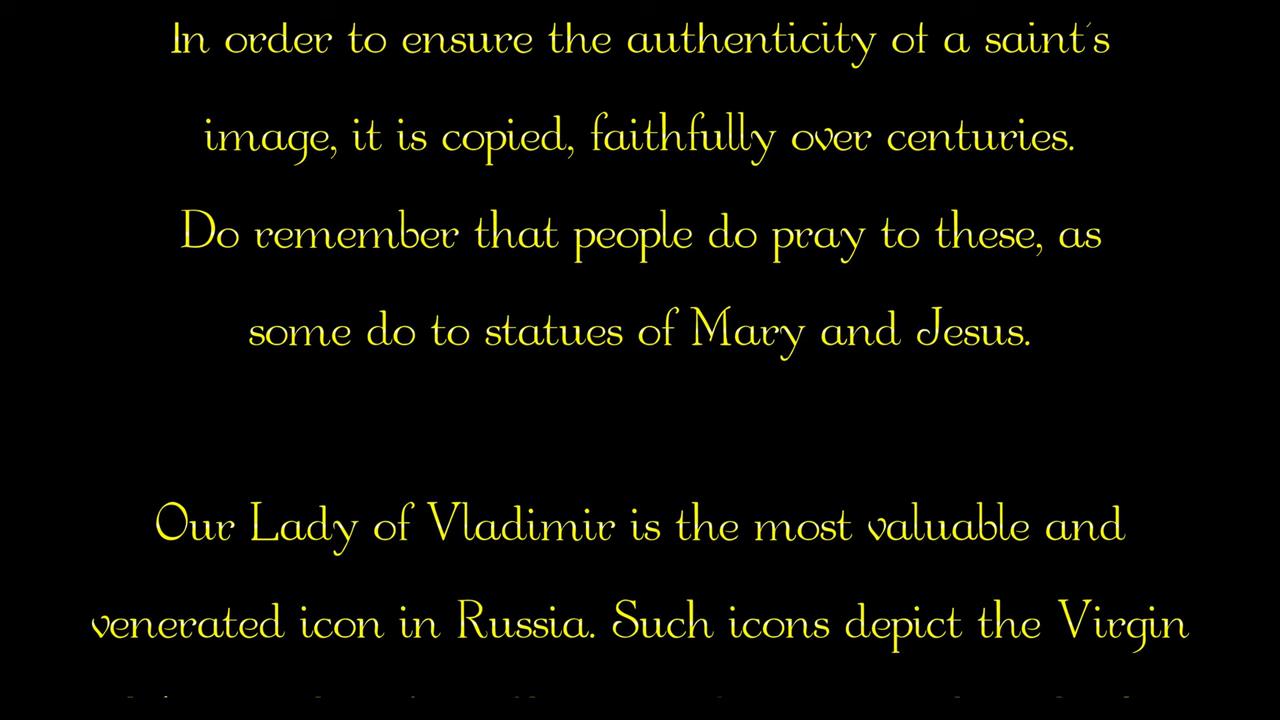 In order to ensure the authenticity of a saint's
image, it is copied, faithfully over centuries.
Do remember that people do pray to these, as
some do to statues of Mary and Jesus.
Our Lady of Vladimir is the most valuable and
venerated icon in Russia. Such icons depict the Virgin